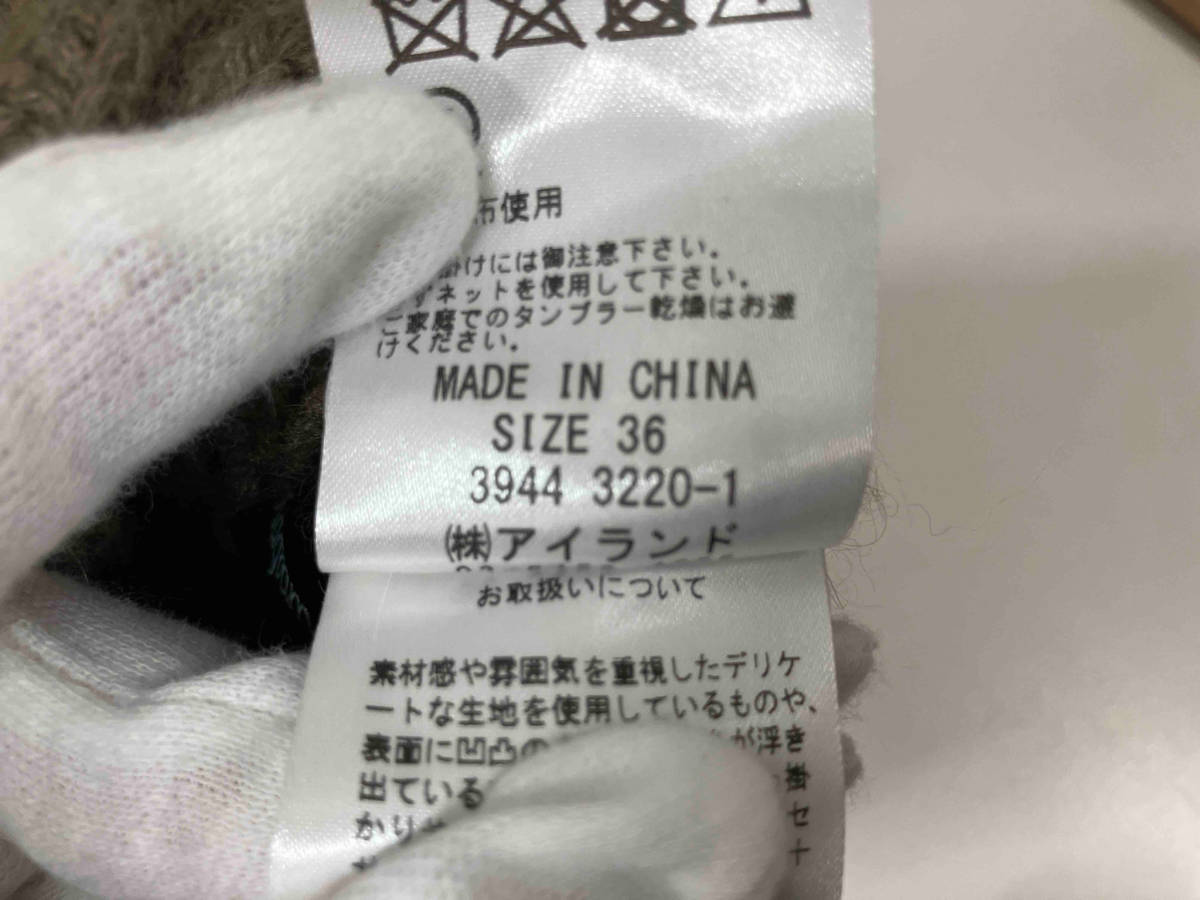 布使用
掛けには御注意下さい。
ずネットを使用して下さい。
ご家庭でのタンブラー乾燥はお避
けください。
MADE IN CHINA
SIZE 36
3944 3220-1
㈱アイランド
お取扱いについて
素材感や雰囲気を重視したデリケ
ートな生地を使用しているものや、
表面に凹凸の が浮き
出ている 掛
かり セ
ト